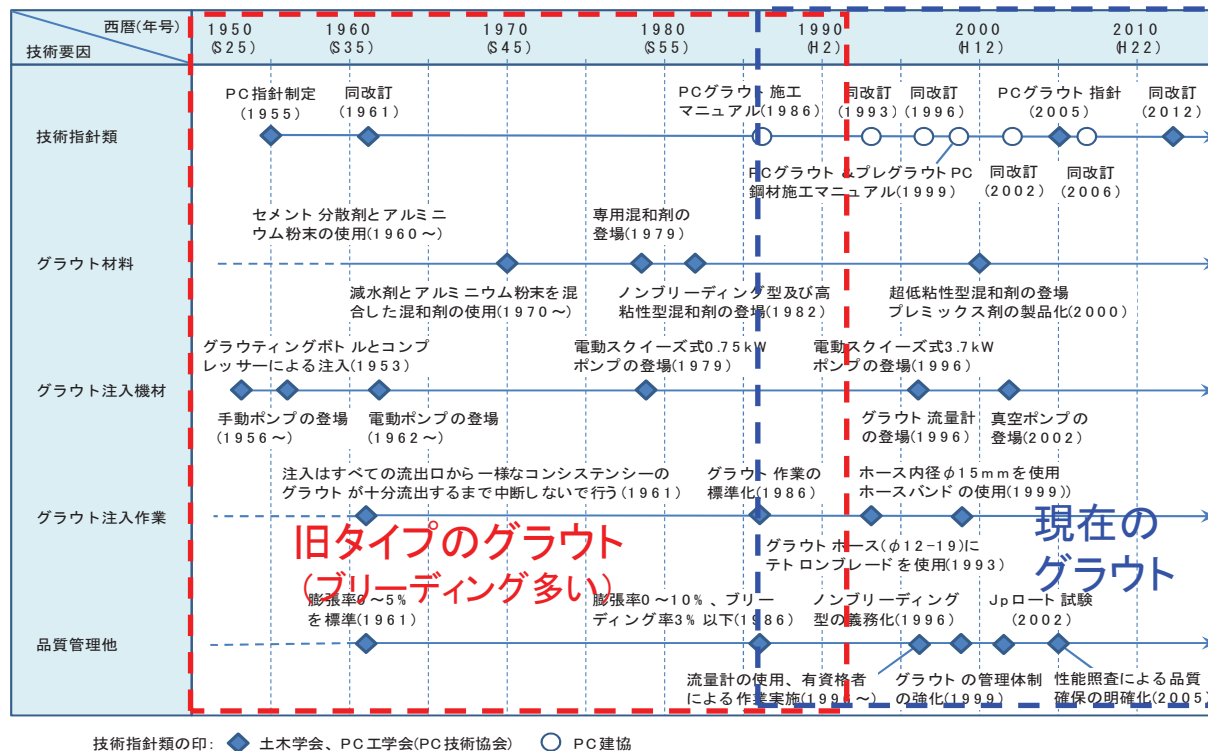 西暦(年号)
技術要因
1950
(S25)
1960
(S35)
1970
(S45)
1980
(S55)
1990
(H2)
2000
(H12)
2010
(H22)
技術指針類
PC指針制定
(1955)
同改訂
(1961)
PCグラウト施工
マニュアル(1986)
同改訂
(1993)
同改訂
(1996)
PCグラウト指針
(2005)
同改訂
(2012)
PCグラウト&プレグラウトPC
鋼材施工マニュアル(1999)
同改訂
(2002)
同改訂
(2006)
グラウト材料
セメント分散剤とアルミニ
ウム粉末の使用(1960～)
専用混和剤の
登場(1979)
減水剤とアルミニウム粉末を混
合した混和剤の使用(1970～)
ノンブリーディング型及び高
粘性型混和剤の登場(1982)
超低粘性型混和剤の登場
プレミックス剤の製品化(2000)
グラウト注入機材
グラウティングボトルとコンプ
レッサーによる注入(1953)
電動スクイーズ式0.75kW
ポンプの登場(1979)
電動スクイーズ式3.7kW
ポンプの登場(1996)
手動ポンプの登場
(1956～)
電動ポンプの登場
(1962～)
グラウト流量計
の登場(1996)
真空ポンプの
登場(2002)
グラウト注入作業
注入はすべての流出口から一様なコンシステンシーの
グラウトが十分流出するまで中断しないで行う(1961)
グラウト作業の
標準化(1986)
ホース内径φ15mmを使用
ホースバンドの使用(1999))
グラウトホース(φ12-19)に
テトロンブレードを使用(1993)
旧タイプのグラウト
(ブリーディング多い)
現在の
グラウト
品質管理他
膨張率0～5%
を標準(1961)
膨張率0～10%、ブリー
ディング率3%以下(1986)
ノンブリーディング
型の義務化(1996)
Jpロート試験
(2002)
流量計の使用、有資格者
による作業実施(1996～)
グラウトの管理体制
の強化(1999)
性能照査による品質
確保の明確化(2005)
技術指針類の印: 土木学会、PC工学会(PC技術協会) PC建協